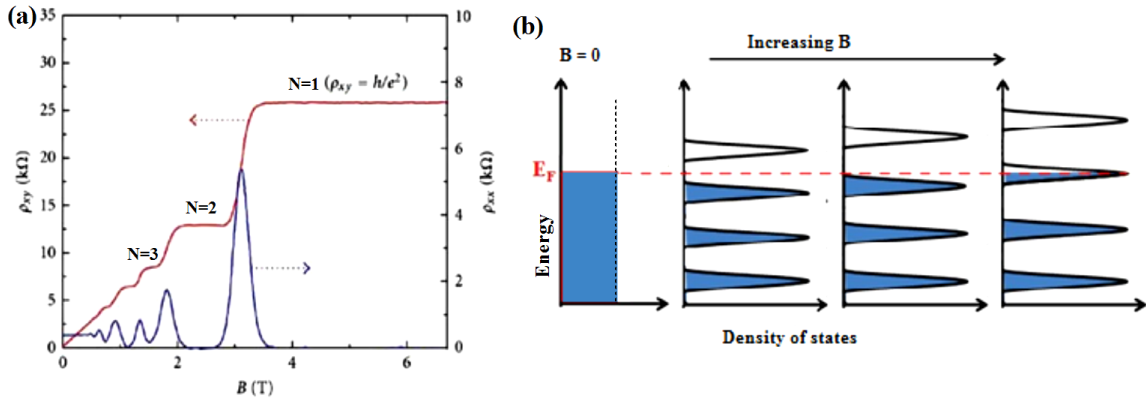 (a)
35
30
25
20
15
10
5
0
ρxy (kΩ)
N=1 (ρxy = h/e²)
N=2
N=3
10
8
6
4
2
0
ρxx (kΩ)
0
2
4
6
B (T)
(b)
B = 0
Increasing B
EF
Energy
Density of states